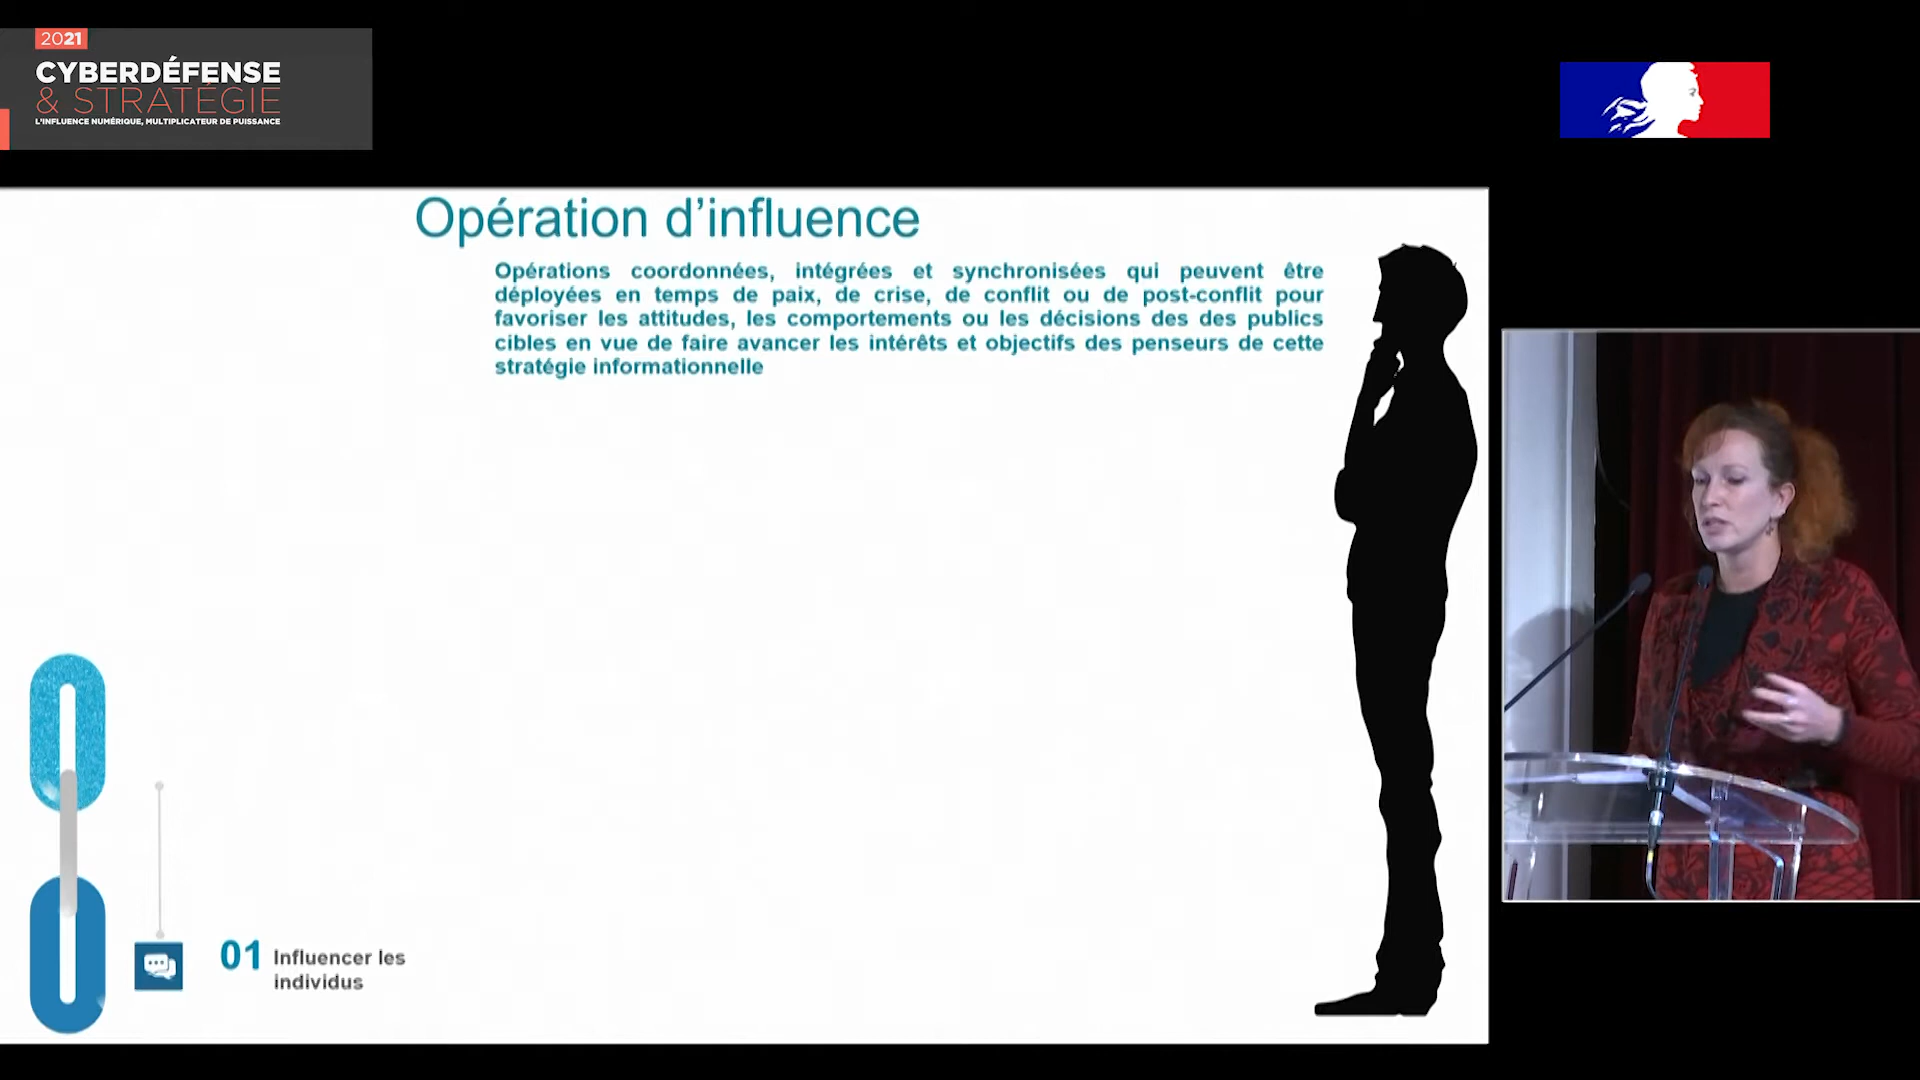 2021
CYBERDÉFENSE
& STRATÉGIE
L'INFLUENCE NUMÉRIQUE, MULTIPLICATEUR DE PUISSANCE
Opération d'influence
Opérations coordonnées, intégrées et synchronisées qui peuvent être
déployées en temps de paix, de crise, de conflit ou de post-conflit pour
favoriser les attitudes, les comportements ou les décisions des des publics
cibles en vue de faire avancer les intérêts et objectifs des penseurs de cette
stratégie informationnelle
01 Influencer les
individus